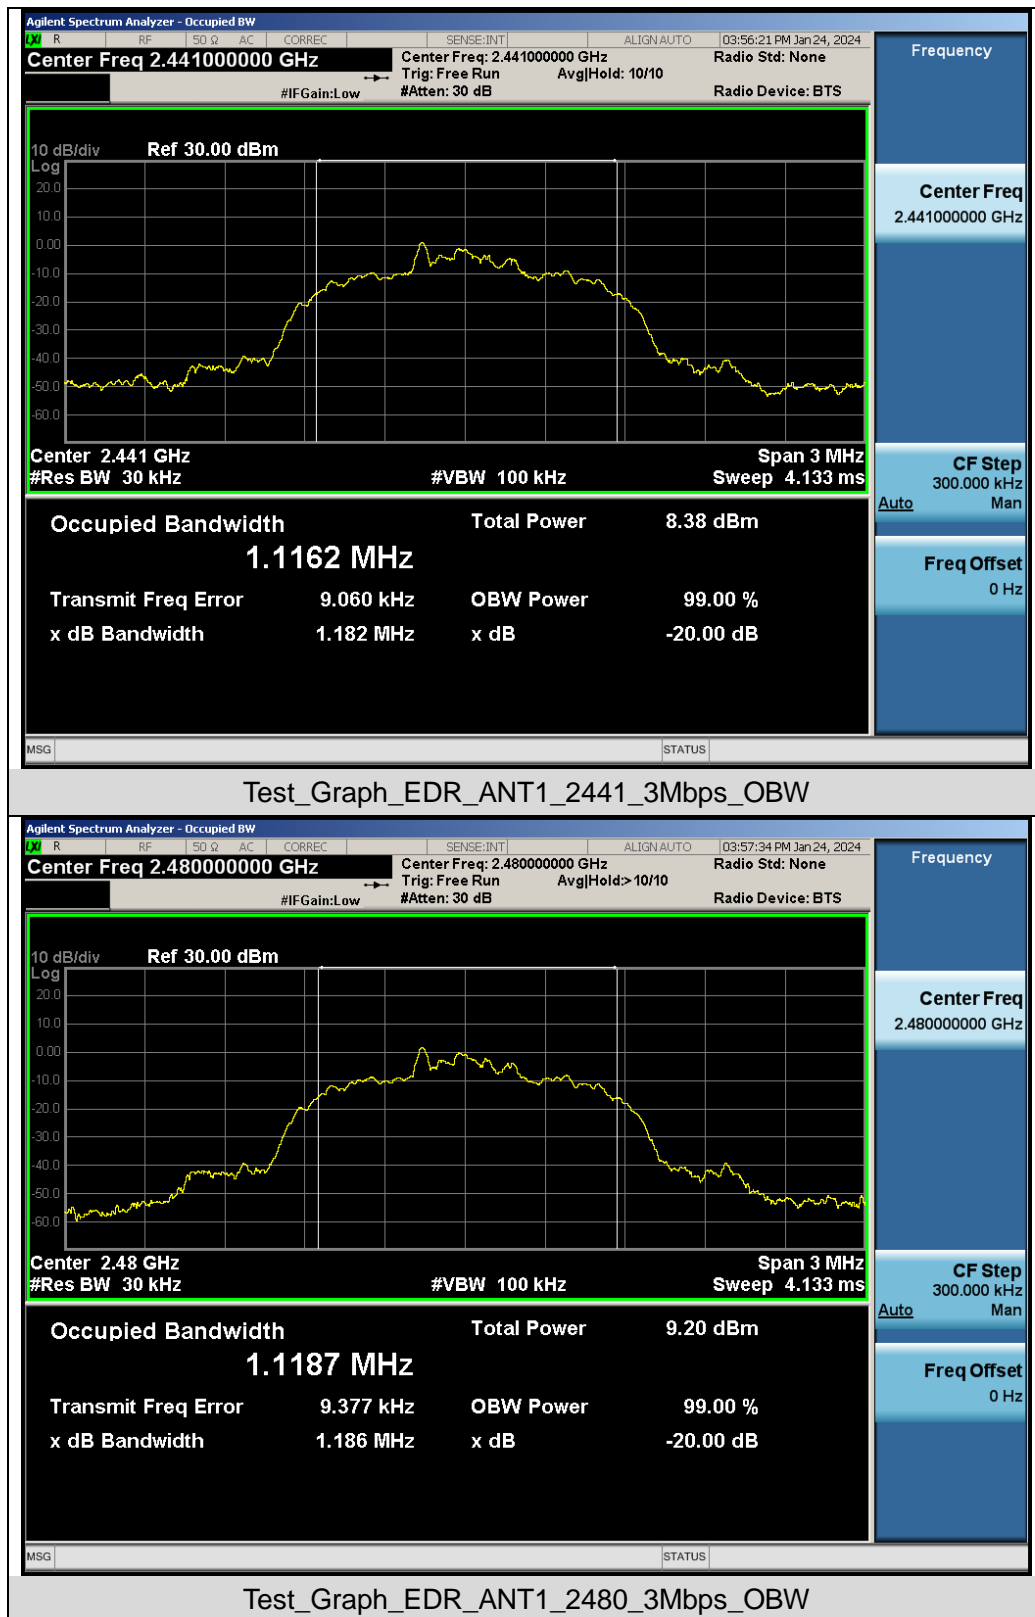 Agilent Spectrum Analyzer - Occupied BW
LXI R RF 50 Ω AC CORREC SENSE:INT ALIGN AUTO 03:56:21 PM Jan 24, 2024
Center Freq 2.441000000 GHz Center Freq: 2.441000000 GHz Radio Std: None Frequency
Trig: Free Run Avg|Hold: 10/10
#IFGain:Low #Atten: 30 dB Radio Device: BTS
10 dB/div Ref 30.00 dBm
Log
20.0
10.0
0.00
-10.0
-20.0
-30.0
-40.0
-50.0
-60.0
Center 2.441 GHz Span 3 MHz
#Res BW 30 kHz #VBW 100 kHz Sweep 4.133 ms
Center Freq
2.441000000 GHz
CF Step
300.000 kHz
Auto Man
Freq Offset
0 Hz
Occupied Bandwidth Total Power 8.38 dBm
1.1162 MHz
Transmit Freq Error 9.060 kHz OBW Power 99.00 %
x dB Bandwidth 1.182 MHz x dB -20.00 dB
MSG STATUS
Test_Graph_EDR_ANT1_2441_3Mbps_OBW
Agilent Spectrum Analyzer - Occupied BW
LXI R RF 50 Ω AC CORREC SENSE:INT ALIGN AUTO 03:57:34 PM Jan 24, 2024
Center Freq 2.480000000 GHz Center Freq: 2.480000000 GHz Radio Std: None Frequency
Trig: Free Run Avg|Hold:>10/10
#IFGain:Low #Atten: 30 dB Radio Device: BTS
10 dB/div Ref 30.00 dBm
Log
20.0
10.0
0.00
-10.0
-20.0
-30.0
-40.0
-50.0
-60.0
Center 2.48 GHz Span 3 MHz
#Res BW 30 kHz #VBW 100 kHz Sweep 4.133 ms
Center Freq
2.480000000 GHz
CF Step
300.000 kHz
Auto Man
Freq Offset
0 Hz
Occupied Bandwidth Total Power 9.20 dBm
1.1187 MHz
Transmit Freq Error 9.377 kHz OBW Power 99.00 %
x dB Bandwidth 1.186 MHz x dB -20.00 dB
MSG STATUS
Test_Graph_EDR_ANT1_2480_3Mbps_OBW